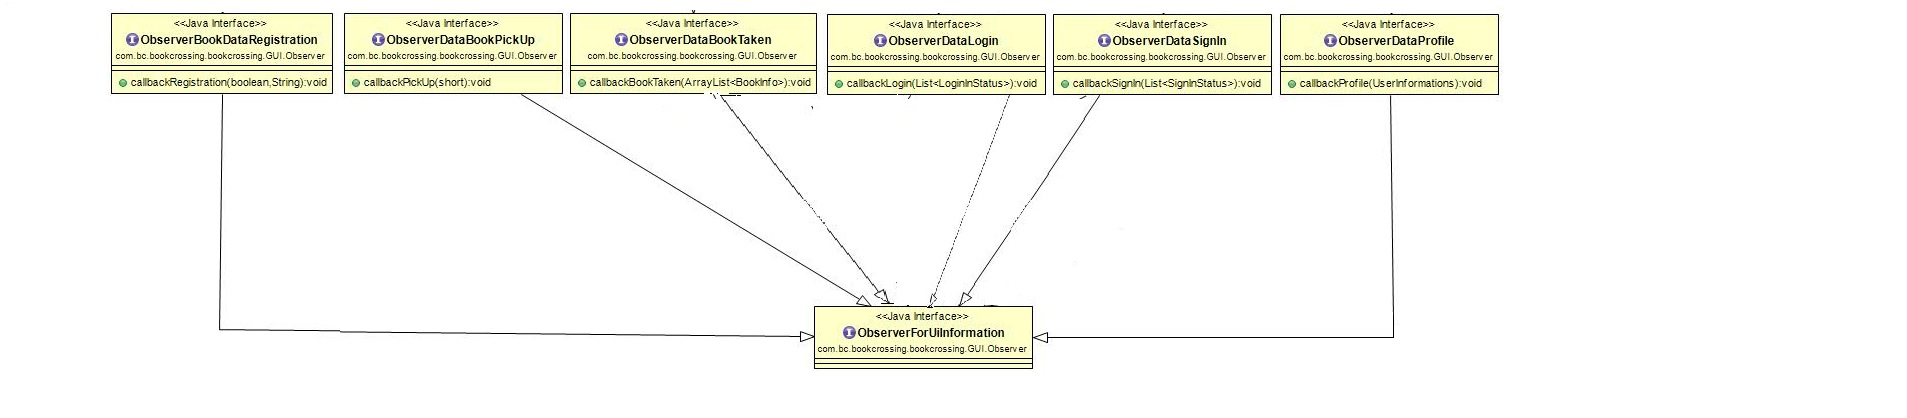 <<Java Interface>>
ObserverBookDataRegistration
com.bc.bookcrossing.bookcrossing.GUI.Observer
callbackRegistration(boolean,String):void
<<Java Interface>>
ObserverDataBookPickUp
com.bc.bookcrossing.bookcrossing.GUI.Observer
callbackPickUp(short):void
<<Java Interface>>
ObserverDataBookTaken
com.bc.bookcrossing.bookcrossing.GUI.Observer
callbackBookTaken(ArrayList<BookInfo>):void
<<Java Interface>>
ObserverDataLogin
com.bc.bookcrossing.bookcrossing.GUI.Observer
callbackLogin(List<LoginInStatus>):void
<<Java Interface>>
ObserverDataSignIn
com.bc.bookcrossing.bookcrossing.GUI.Observer
callbackSignIn(List<SignInStatus>):void
<<Java Interface>>
ObserverDataProfile
com.bc.bookcrossing.bookcrossing.GUI.Observer
callbackProfile(UserInformations):void
<<Java Interface>>
ObserverForUiInformation
com.bc.bookcrossing.bookcrossing.GUI.Observer